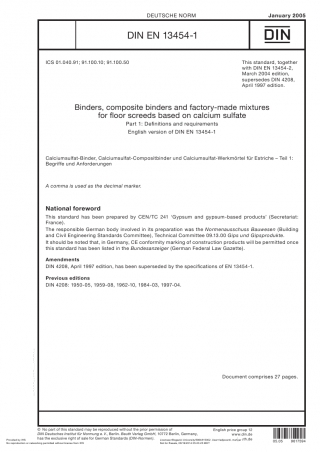 DEUTSCHE NORM
January 2005
DIN EN 13454-1
DIN
ICS 01.040.91; 91.100.10; 91.100.50
This standard, together
with DIN EN 13454-2,
March 2004 edition,
supersedes DIN 4208,
April 1997 edition.
Binders, composite binders and factory-made mixtures
for floor screeds based on calcium sulfate
Part 1: Definitions and requirements
English version of DIN EN 13454-1
Calciumsulfat-Binder, Calciumsulfat-Compositbinder und Calciumsulfat-Werkmörtel für Estriche – Teil 1:
Begriffe und Anforderungen
A comma is used as the decimal marker.
National foreword
This standard has been prepared by CEN/TC 241 'Gypsum and gypsum-based products' (Secretariat:
France).
The responsible German body involved in its preparation was the Normenausschuss Bauwesen (Building
and Civil Engineering Standards Committee), Technical Committee 09.13.00 Gips und Gipsprodukte.
It should be noted that, in Germany, CE conformity marking of construction products will be permitted once
this standard has been listed in the Bundesanzeiger (German Federal Law Gazette).
Amendments
DIN 4208, April 1997 edition, has been superseded by the specifications of EN 13454-1.
Previous editions
DIN 4208: 1950-05, 1959-08, 1962-10, 1984-03, 1997-04.
Document comprises 27 pages.
© No part of this standard may be reproduced without the prior permission of
DIN Deutsches Institut für Normung e. V., Berlin. Beuth Verlag GmbH, 10772 Berlin, Germany,
has the exclusive right of sale for German Standards (DIN-Normen).
English price group 12
www.din.de
www.beuth.de